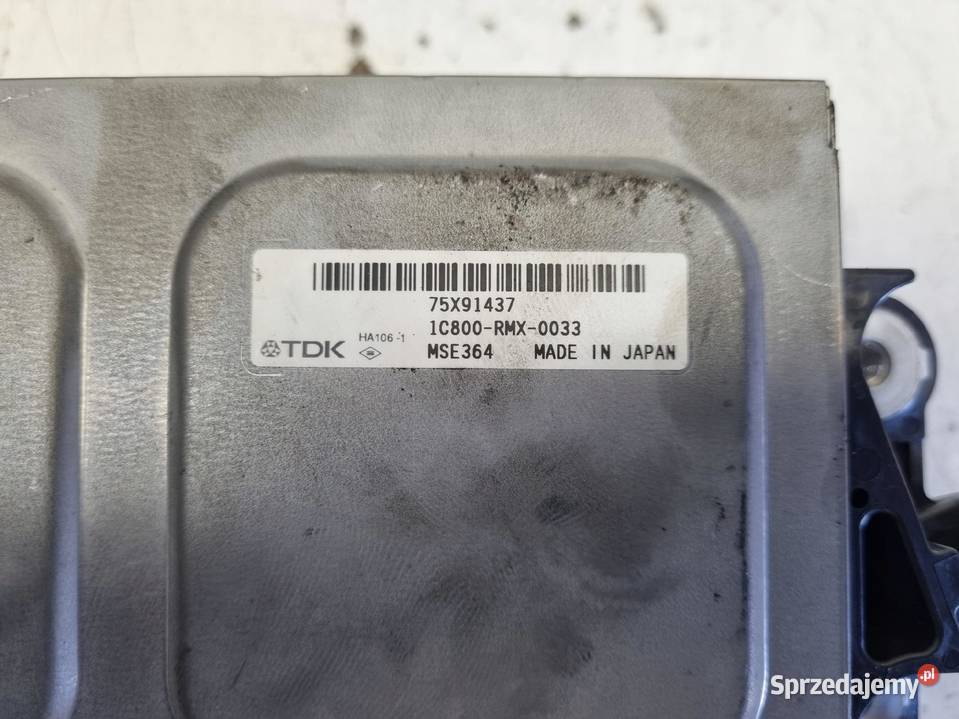 75X91437
1C800-RMX-0033
TDK HA106-1 MSE364 MADE IN JAPAN
Sprzedajemy.pl